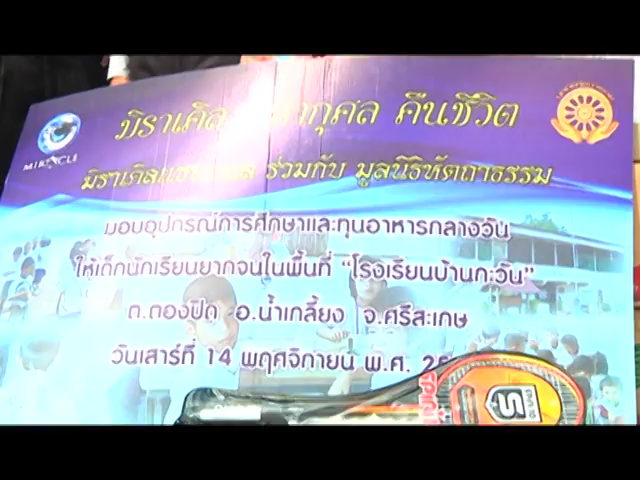 มิราเคิล กุศล คืนชีวิต
MIRACLE
ร่วมกับ มูลนิธิหัตถาธรรม
มอบอุปกรณ์การศึกษาและทุนอาหารกลางวัน
ให้เด็กนักเรียนยากจนในพื้นที่ "โรงเรียนบ้านกะวัน"
ต.ตองปิด อ.น้ำเกลี้ยง จ.ศรีสะเกษ
วันเสาร์ที่ 14 พฤศจิกายน พ.ศ.
S